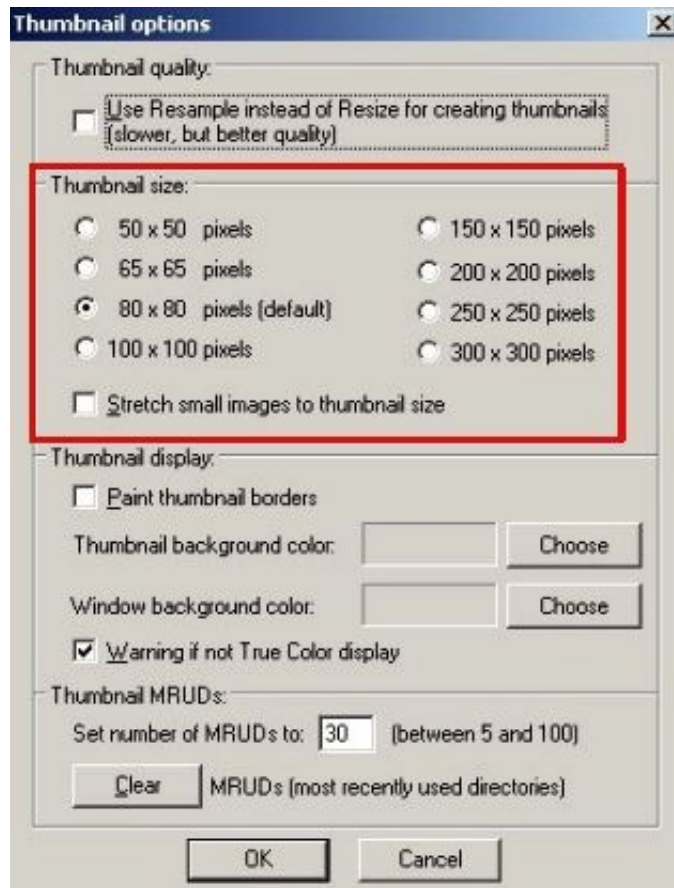 Thumbnail options
Thumbnail quality:
Use Resample instead of Resize for creating thumbnails
(slower, but better quality)
Thumbnail size:
50 x 50 pixels
65 x 65 pixels
80 x 80 pixels (default)
100 x 100 pixels
150 x 150 pixels
200 x 200 pixels
250 x 250 pixels
300 x 300 pixels
Stretch small images to thumbnail size
Thumbnail display:
Paint thumbnail borders
Thumbnail background color: Choose
Window background color: Choose
Warning if not True Color display
Thumbnail MRUDs:
Set number of MRUDs to: 30 (between 5 and 100)
Clear MRUDs (most recently used directories)
OK Cancel